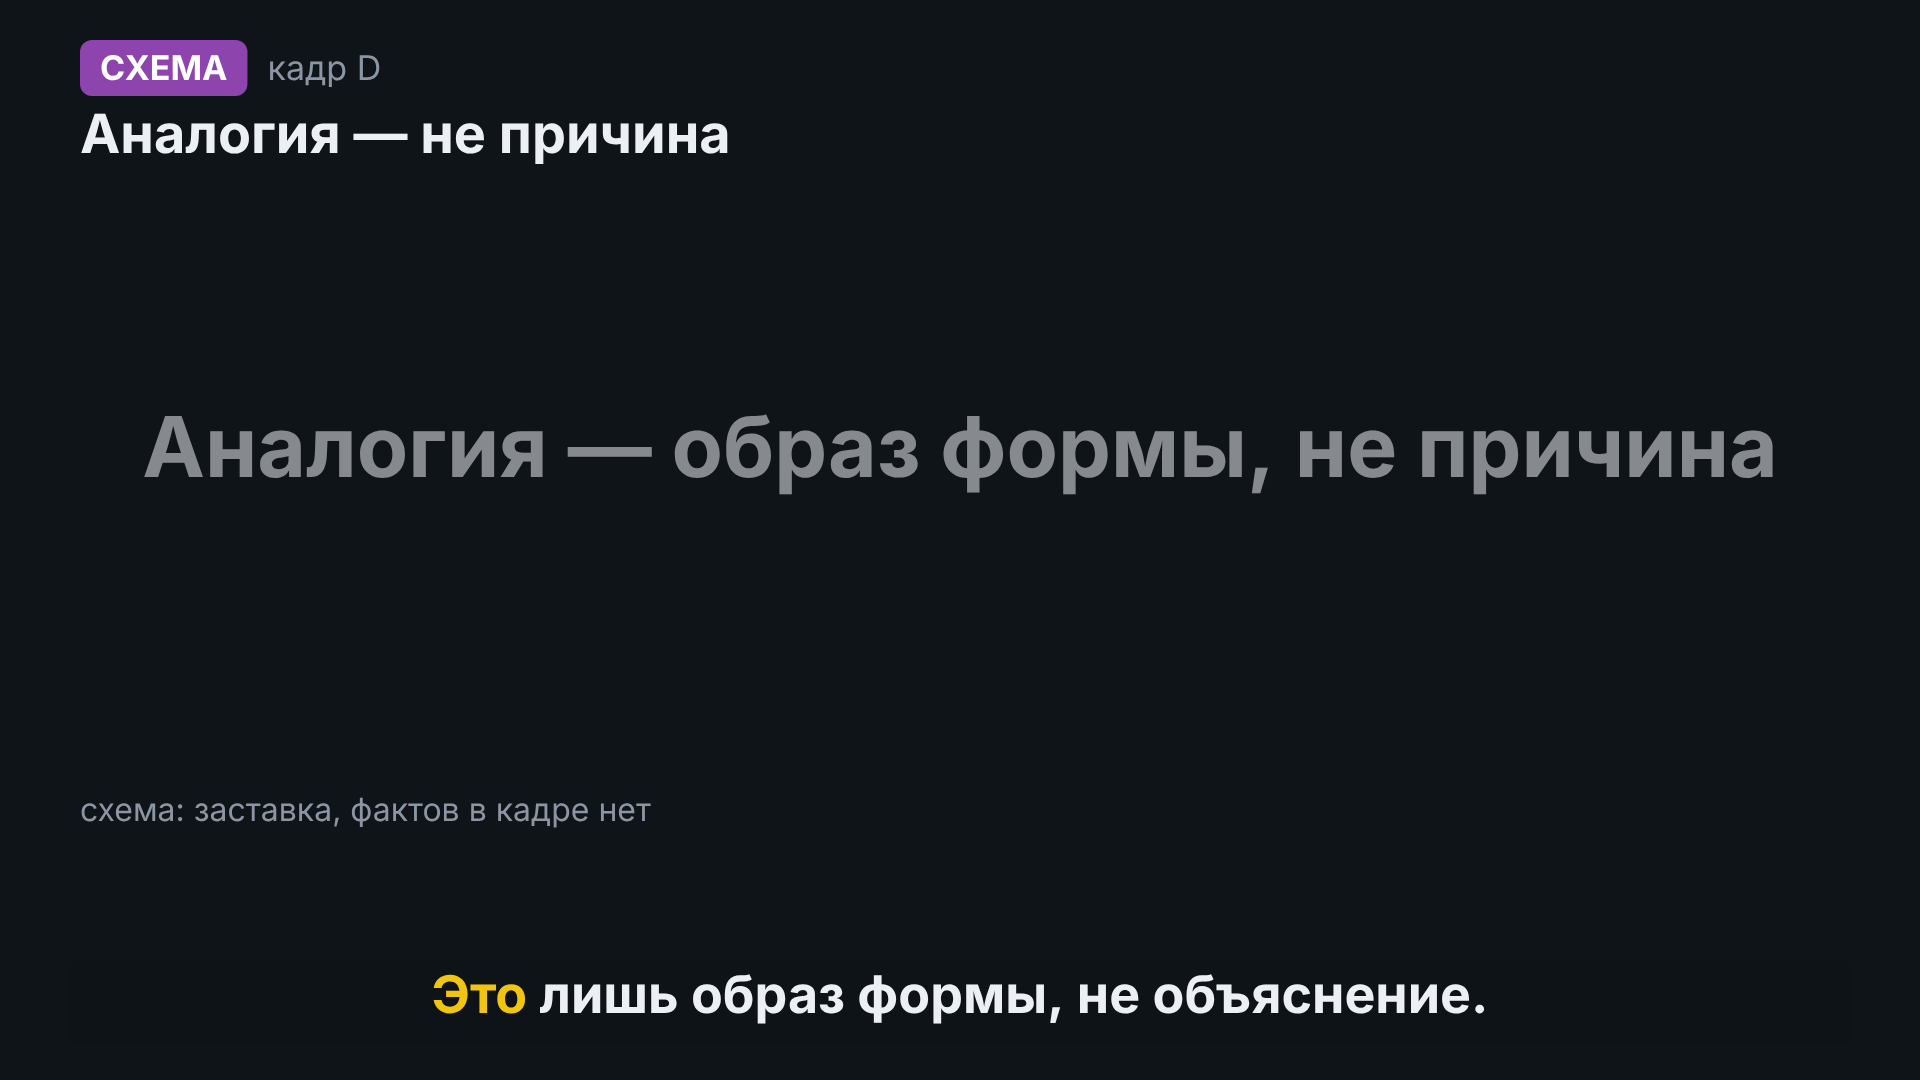 СХЕМА кадр D
Аналогия — не причина
Аналогия — образ формы, не причина
схема: заставка, фактов в кадре нет
Это лишь образ формы, не объяснение.